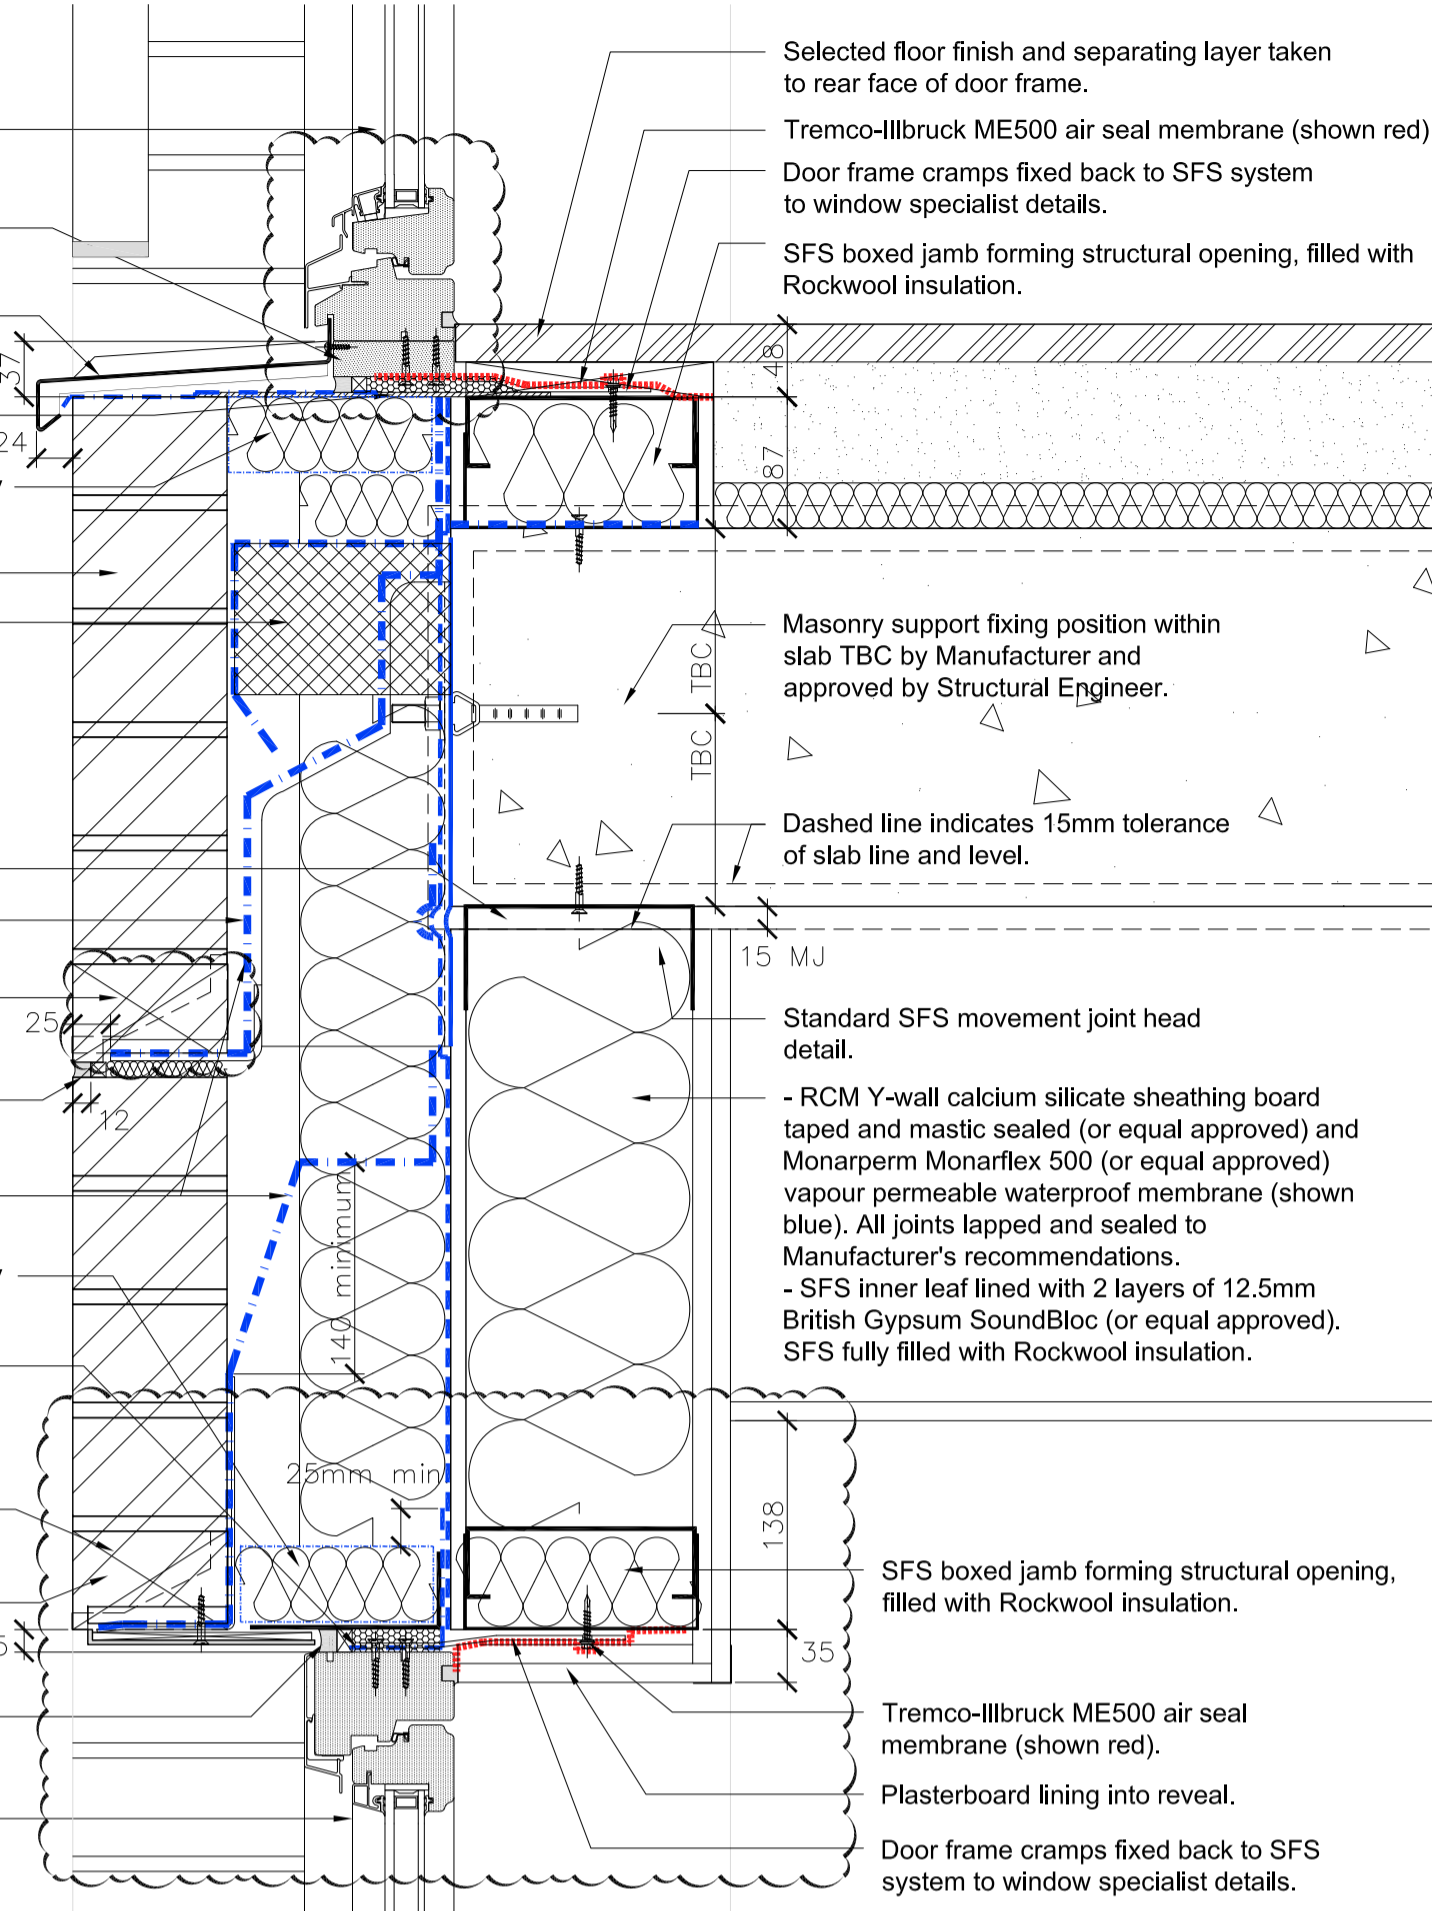 Selected floor finish and separating layer taken
to rear face of door frame.
Tremco-Illbruck ME500 air seal membrane (shown red)
Door frame cramps fixed back to SFS system
to window specialist details.
SFS boxed jamb forming structural opening, filled with
Rockwool insulation.
37
48
24
87
Masonry support fixing position within
slab TBC by Manufacturer and
approved by Structural Engineer.
TBC
TBC
Dashed line indicates 15mm tolerance
of slab line and level.
15 MJ
25
Standard SFS movement joint head
detail.
12
- RCM Y-wall calcium silicate sheathing board
taped and mastic sealed (or equal approved) and
Monarperm Monarflex 500 (or equal approved)
vapour permeable waterproof membrane (shown
blue). All joints lapped and sealed to
Manufacturer's recommendations.
- SFS inner leaf lined with 2 layers of 12.5mm
British Gypsum SoundBloc (or equal approved).
SFS fully filled with Rockwool insulation.
140 minimum
25mm min
138
SFS boxed jamb forming structural opening,
filled with Rockwool insulation.
35
Tremco-Illbruck ME500 air seal
membrane (shown red).
Plasterboard lining into reveal.
Door frame cramps fixed back to SFS
system to window specialist details.